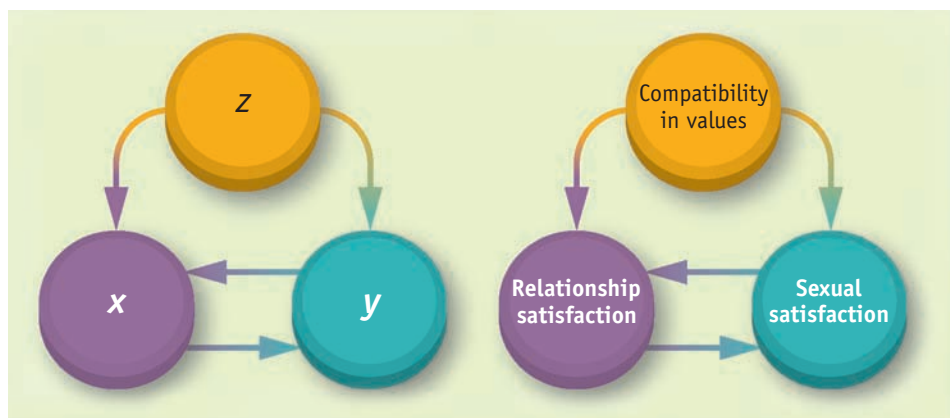 z
x
y
Compatibility
in values
Relationship
satisfaction
Sexual
satisfaction